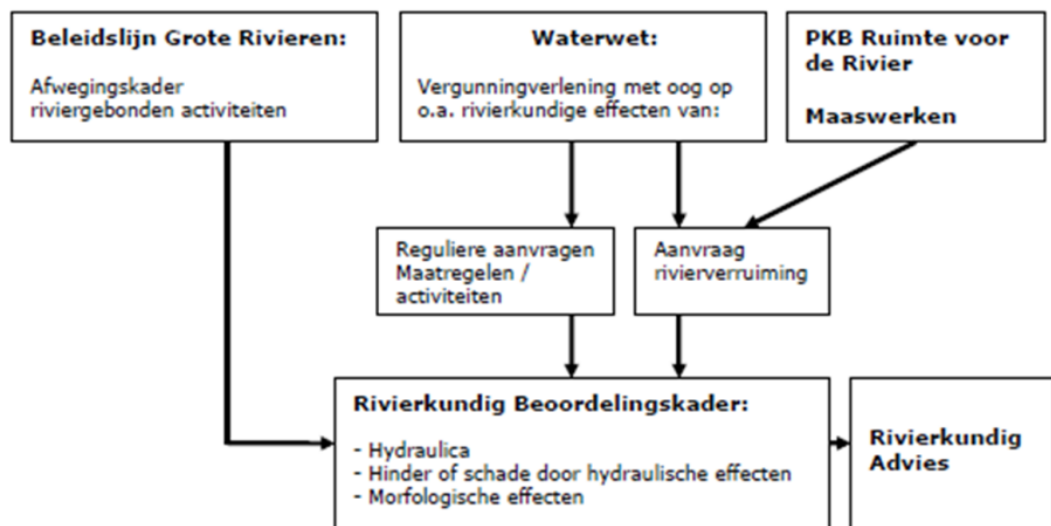 Beleidslijn Grote Rivieren:
Afwegingskader
riviergebonden activiteiten
Waterwet:
Vergunningverlening met oog op
o.a. rivierkundige effecten van:
PKB Ruimte voor
de Rivier
Maaswerken
Reguliere aanvragen
Maatregelen /
activiteiten
Aanvraag
rivierverruiming
Rivierkundig Beoordelingskader:
- Hydraulica
- Hinder of schade door hydraulische effecten
- Morfologische effecten
Rivierkundig
Advies